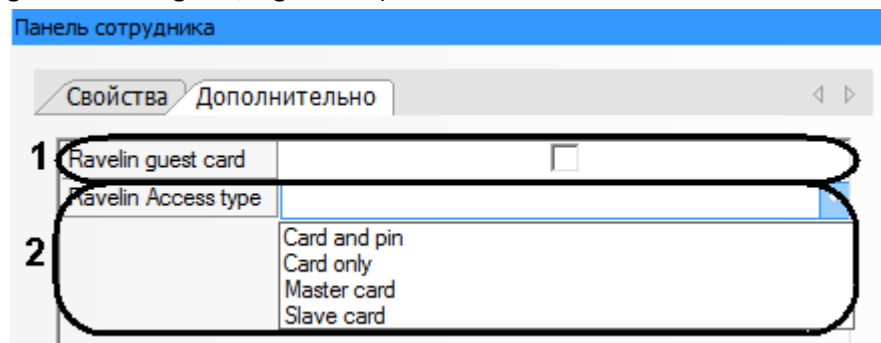 Панель сотрудника
Свойства Дополнительно
1 Ravelin guest card
2 Ravelin Access type
Card and pin
Card only
Master card
Slave card